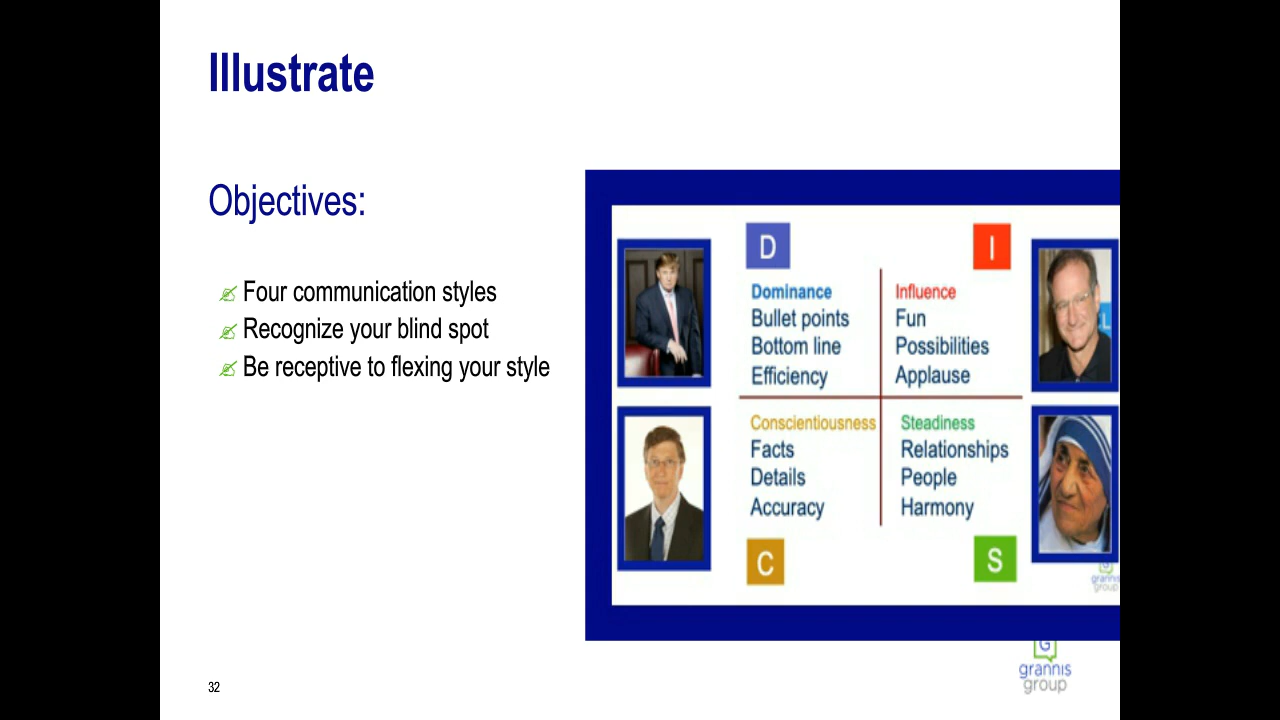 Illustrate
Objectives:
Four communication styles
Recognize your blind spot
Be receptive to flexing your style
D
I
Dominance
Bullet points
Bottom line
Efficiency
Influence
Fun
Possibilities
Applause
L
Conscientiousness
Facts
Details
Accuracy
Steadiness
Relationships
People
Harmony
C
S
G
grannis
group
G
grannis
group
32